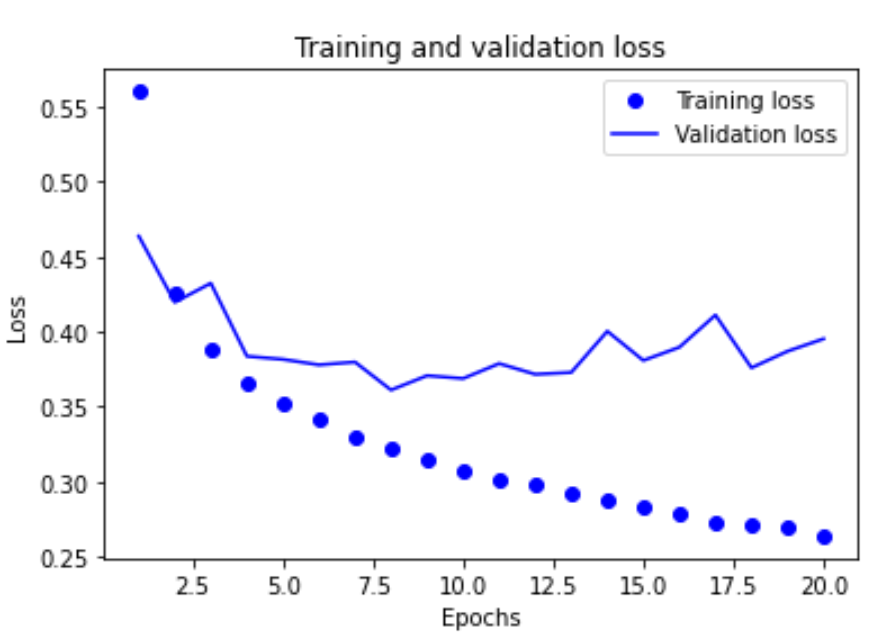 Training and validation loss
Training loss
Validation loss
0.55
0.50
0.45
0.40
0.35
0.30
0.25
Loss
2.5 5.0 7.5 10.0 12.5 15.0 17.5 20.0
Epochs